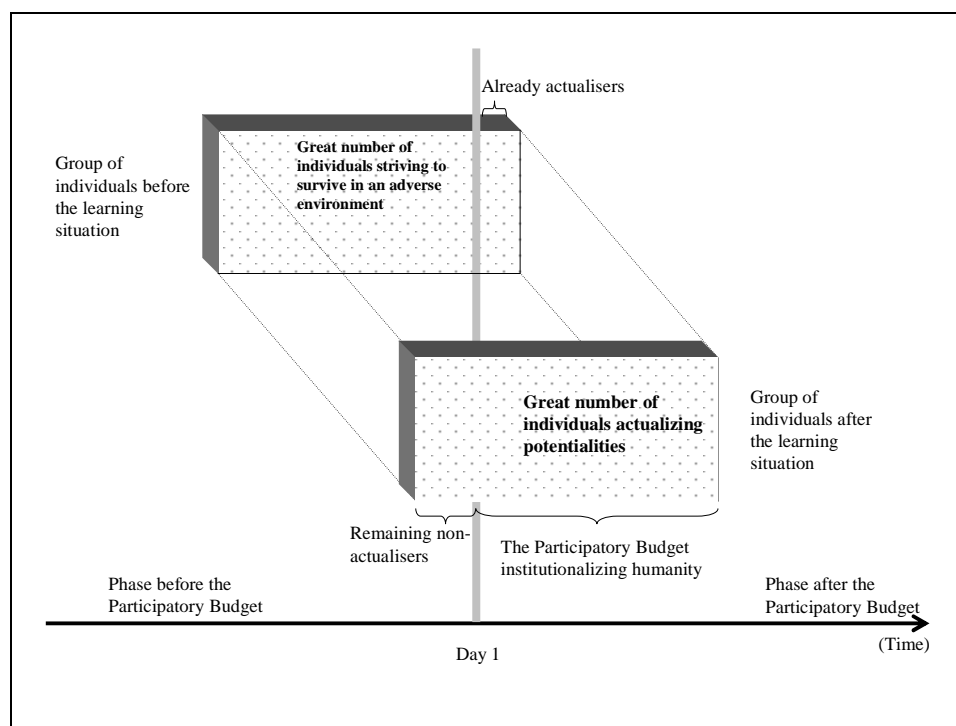 Already actualisers
Great number of
individuals striving to
survive in an adverse
environment
Group of
individuals before
the learning
situation
Great number of
individuals actualizing
potentialities
Group of
individuals after
the learning
situation
Remaining non-
actualisers
The Participatory Budget
institutionalizing humanity
Phase before the
Participatory Budget
Phase after the
Participatory Budget
(Time)
Day 1